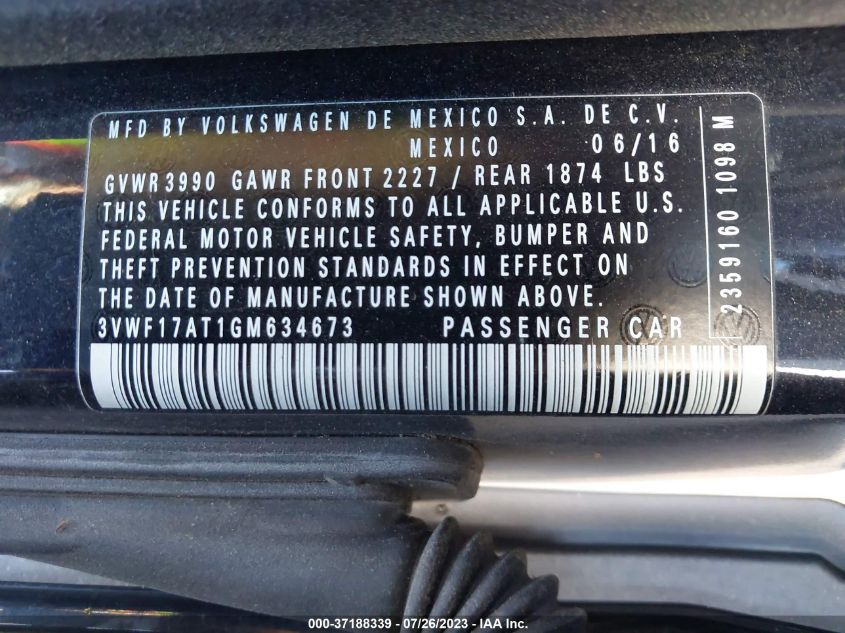 MFD BY VOLKSWAGEN DE MEXICO S.A. DE C.V.
MEXICO 06/16
GVWR 3990 GAWR FRONT 2227 / REAR 1874 LBS
THIS VEHICLE CONFORMS TO ALL APPLICABLE U.S.
FEDERAL MOTOR VEHICLE SAFETY, BUMPER AND
THEFT PREVENTION STANDARDS IN EFFECT ON
THE DATE OF MANUFACTURE SHOWN ABOVE.
3VWF17AT1GM634673 PASSENGER CAR
2359160 1098 M
000-37188339 - 07/26/2023 - © IAA Inc.